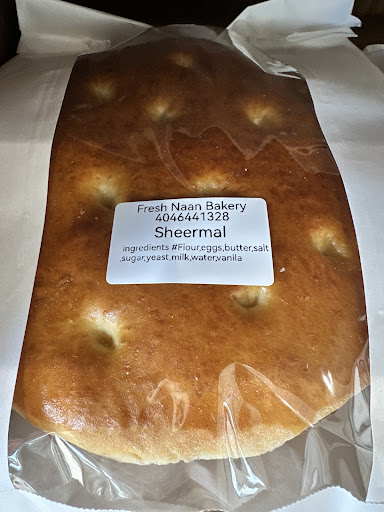 Fresh Naan Bakery
4046441328
Sheermal
ingredients #Flour,eggs,butter,salt
,sugar,yeast.milk,water,vanila